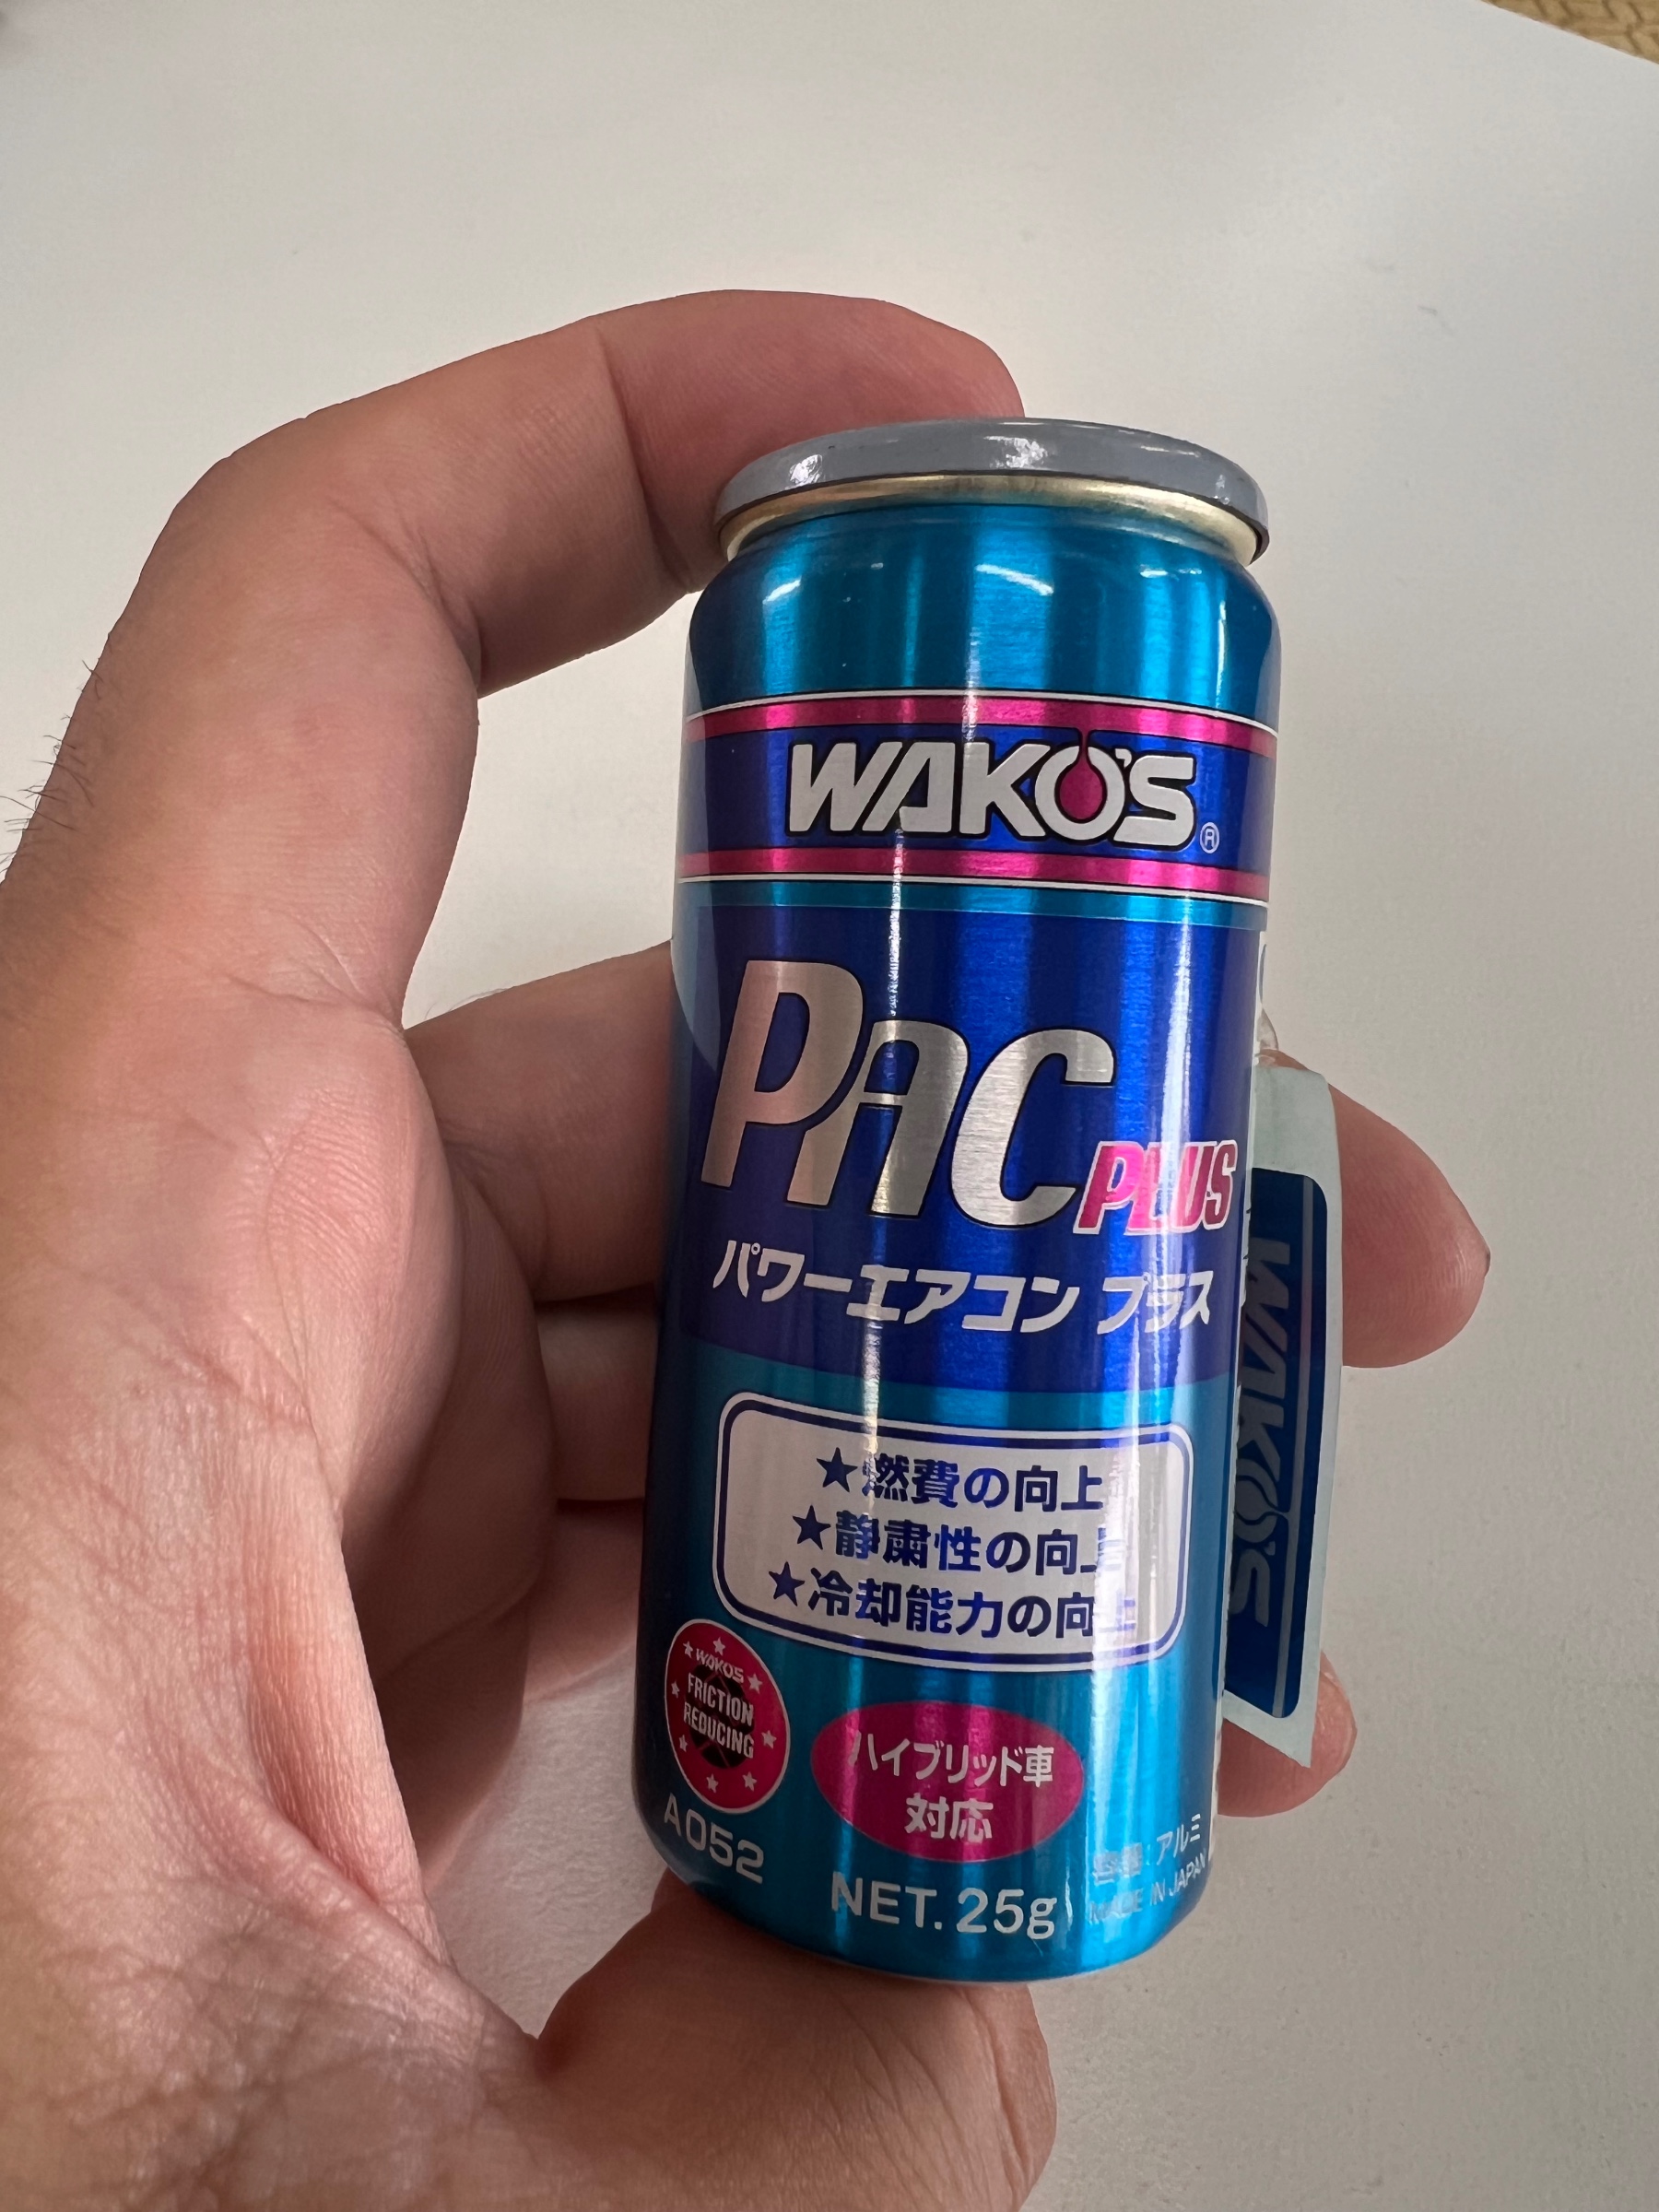 WAKO'S®
PAC PLUS
パワーエアコン プラス
★燃費の向上
★静粛性の向上
★冷却能力の向上
WAKO'S
FRICTION
REDUCING
ハイブリッド車
対応
A052
NET. 25g
容器:アルミ
MADE IN JAPAN
WAKO'S